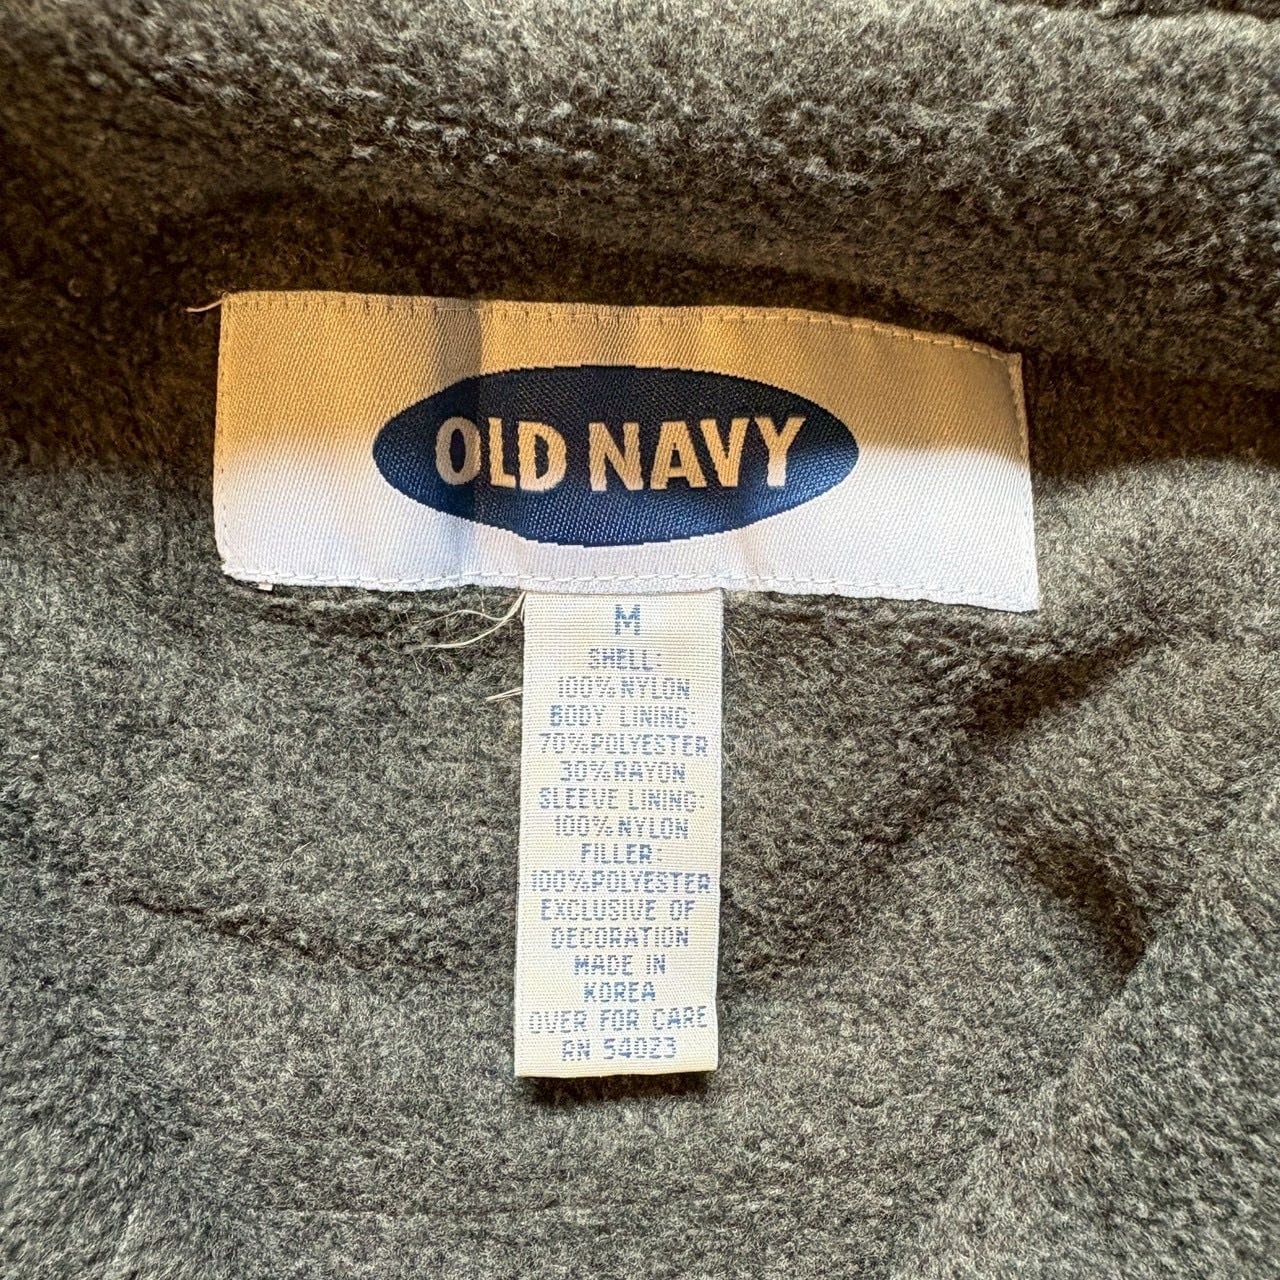 OLD NAVY
M
SHELL:
100%NYLON
BODY LINING:
70%POLYESTER
30%RAYON
SLEEVE LINING:
100%NYLON
FILLER:
100%POLYESTER
EXCLUSIVE OF
DECORATION
MADE IN
KOREA
OVER FOR CARE
RN 54023